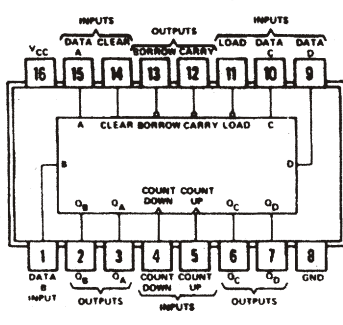 INPUTS OUTPUTS INPUTS
DATA CLEAR BORROW CARRY LOAD DATA DATA
VCC A C D
16 15 14 13 12 11 10 9
A CLEAR BORROW CARRY LOAD C
B D
COUNT COUNT
QB QA DOWN UP QC QD
1 2 3 4 5 6 7 8
DATA QB QA COUNT COUNT QC QD GND
B DOWN UP
INPUT OUTPUTS INPUTS OUTPUTS